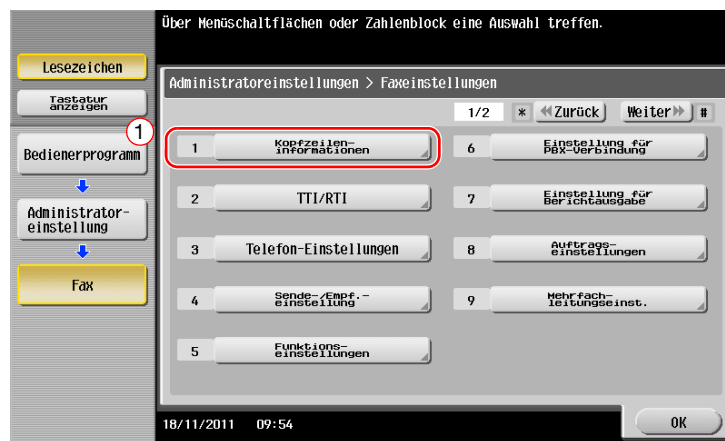 Über Menüschaltflächen oder Zahlenblock eine Auswahl treffen.
Lesezeichen
Tastatur
anzeigen
Bedienerprogramm
Administrator-
einstellung
Fax
Administratoreinstellungen > Faxeinstellungen
1/2 * Zurück Weiter #
1
1 Kopfzeilen-
informationen
2 TTI/RTI
3 Telefon-Einstellungen
4 Sende-/Empf.-
einstellung
5 Funktions-
einstellungen
6 Einstellung für
PBX-Verbindung
7 Einstellung für
Berichtausgabe
8 Auftrags-
einstellungen
9 Mehrfach-
leitungseinst.
18/11/2011 09:54
OK